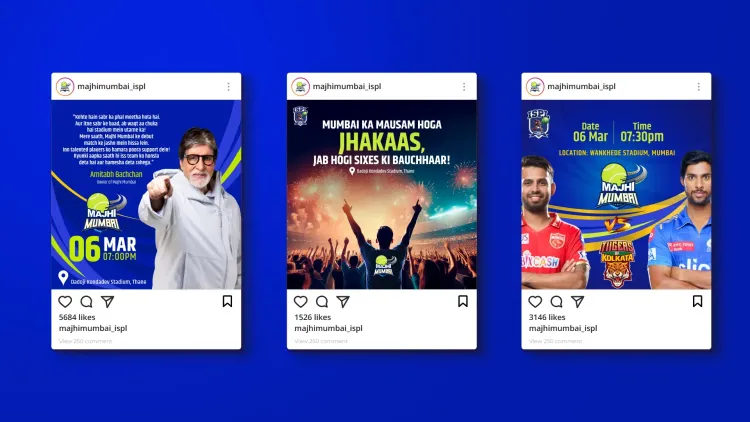 majhimumbai_ispl
"Kehte hain sabr ka phal meetha hota hai.
Aur itne sabr ke baad, ab waqt aa chuka
hai stadium mein utarne ka!
Mere saath, Majhi Mumbai ke debut
match ke jashn mein hissa lein.
Inn talented players ko hamara poora support dein!
Kyunki aapka saath hi iss team ko honsla
deta hai aur hamesha deta rahega."
Amitabh Bachchan
Owner of Majhi Mumbai
MAJHI
MUMBAI
06 MAR
07:00PM
Dadoji Kondadev Stadium, Thane
5684 likes
majhimumbai_ispl
View 250 comment
majhimumbai_ispl
ISPL
MUMBAI KA MAUSAM HOGA
JHAKAAS,
JAB HOGI SIXES KI BAUCHHAAR!
Dadoji Kondadev Stadium, Thane
MAJHI
MUMBAI
1526 likes
majhimumbai_ispl
View 260 comment
majhimumbai_ispl
ISPL
Date
06 Mar
Time
07:30pm
LOCATION: WANKHEDE STADIUM, MUMBAI
MAJHI
MUMBAI
VS
TIIGERS
KOLKATA
3146 likes
majhimumbai_ispl
View 250 comment